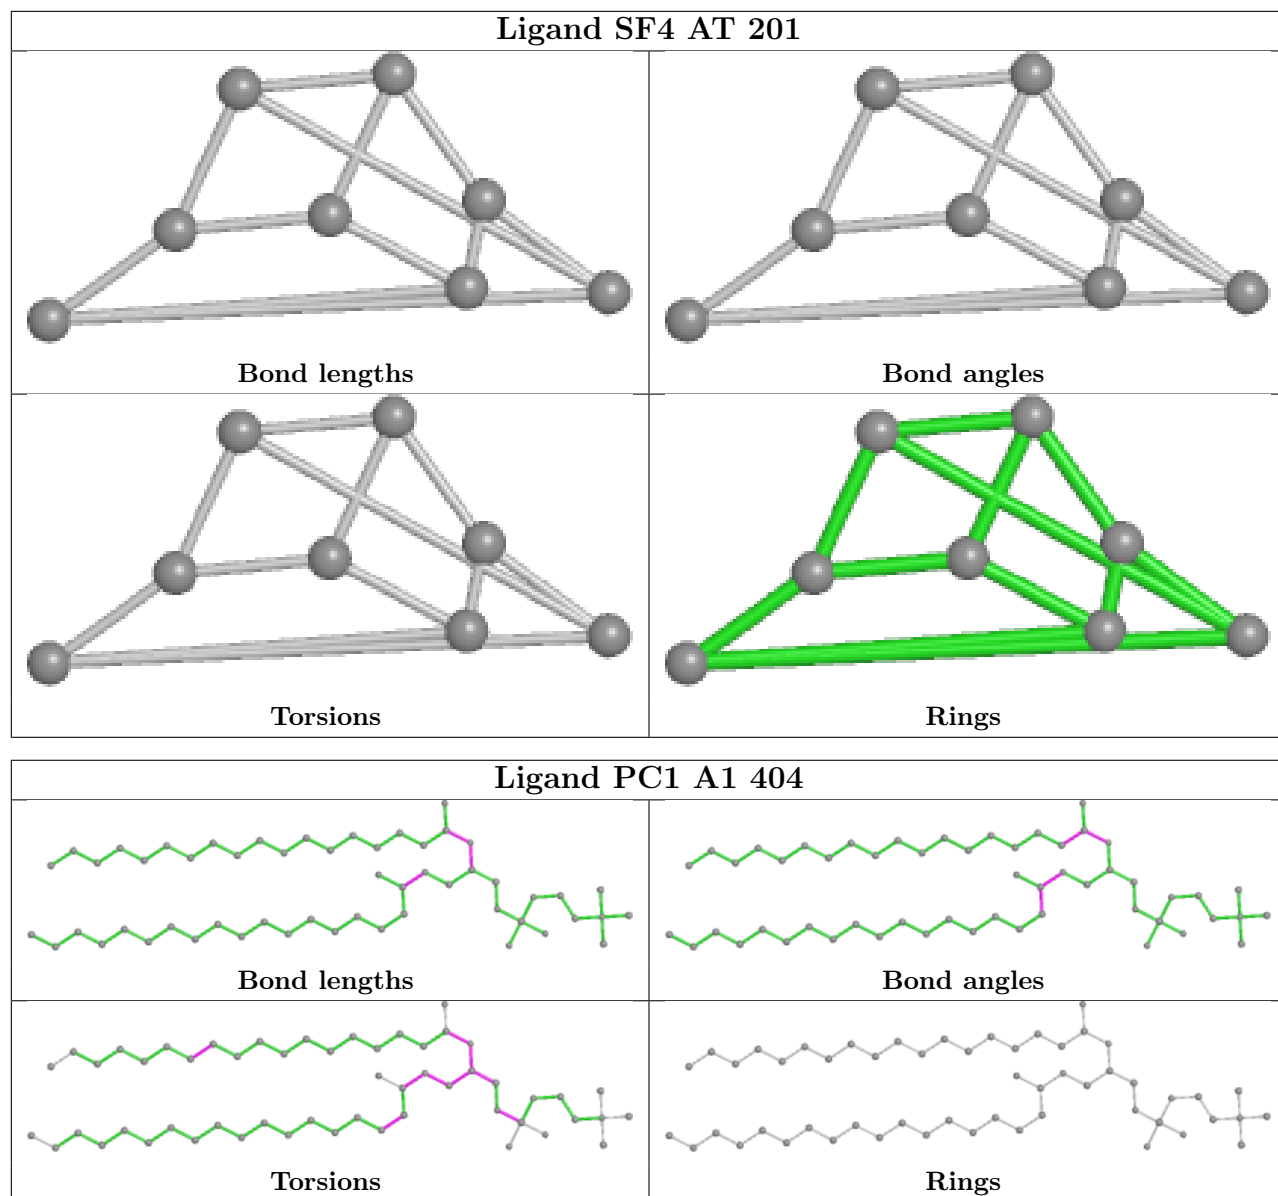 Ligand SF4 AT 201
Bond lengths
Bond angles
Torsions
Rings
Ligand PC1 A1 404
Bond lengths
Bond angles
Torsions
Rings